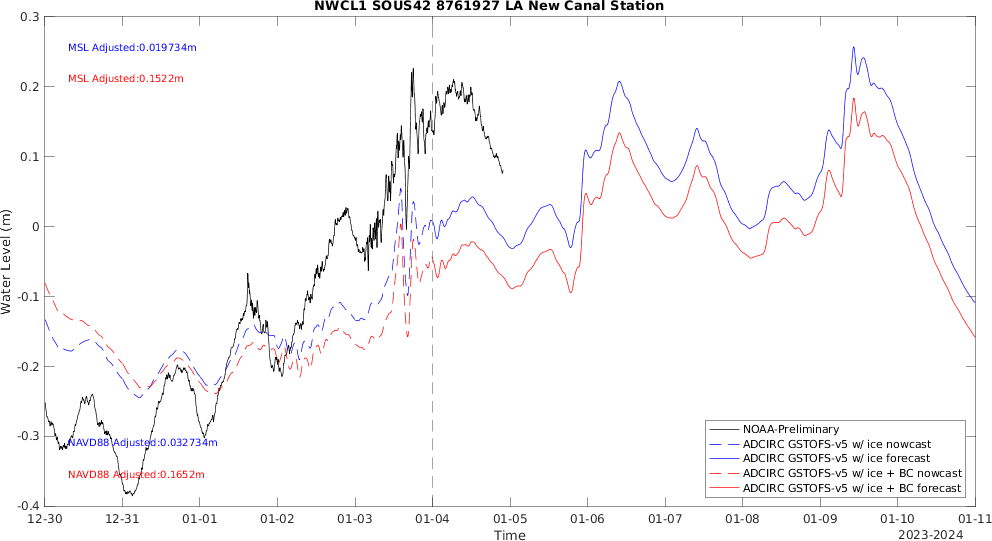 NWCL1 SOUS42 8761927 LA New Canal Station
0.3
0.2
0.1
0
-0.1
-0.2
-0.3
-0.4
Water Level (m)
MSL Adjusted:0.019734m
MSL Adjusted:0.1522m
NAVD88 Adjusted:0.032734m
NAVD88 Adjusted:0.1652m
NOAA-Preliminary
ADCIRC GSTOFS-v5 w/ ice nowcast
ADCIRC GSTOFS-v5 w/ ice forecast
ADCIRC GSTOFS-v5 w/ ice + BC nowcast
ADCIRC GSTOFS-v5 w/ ice + BC forecast
12-30 12-31 01-01 01-02 01-03 01-04 01-05 01-06 01-07 01-08 01-09 01-10 01-11
Time
2023-2024